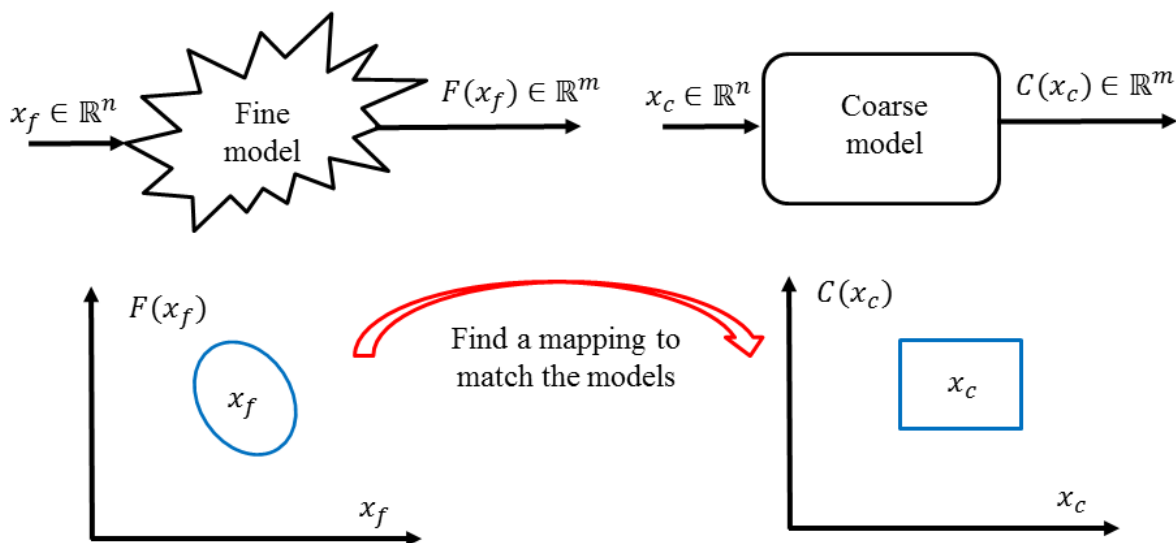 x_f ∈ ℝ^n
Fine
model
F(x_f) ∈ ℝ^m
x_c ∈ ℝ^n
Coarse
model
C(x_c) ∈ ℝ^m
F(x_f)
x_f
x_f
Find a mapping to
match the models
C(x_c)
x_c
x_c